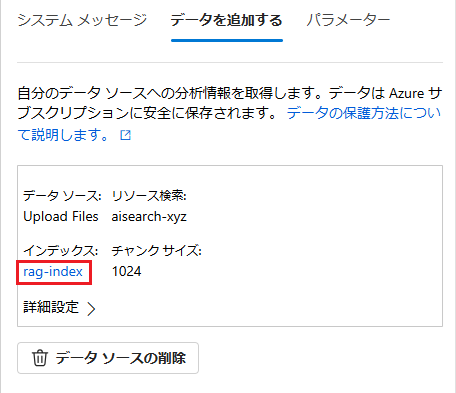 システム メッセージ データを追加する パラメーター
自分のデータ ソースへの分析情報を取得します。データは Azure サ
ブスクリプションに安全に保存されます。 データの保護方法につい
て説明します。
データ ソース: リソース検索:
Upload Files aisearch-xyz
インデックス: チャンク サイズ:
rag-index 1024
詳細設定
データ ソースの削除